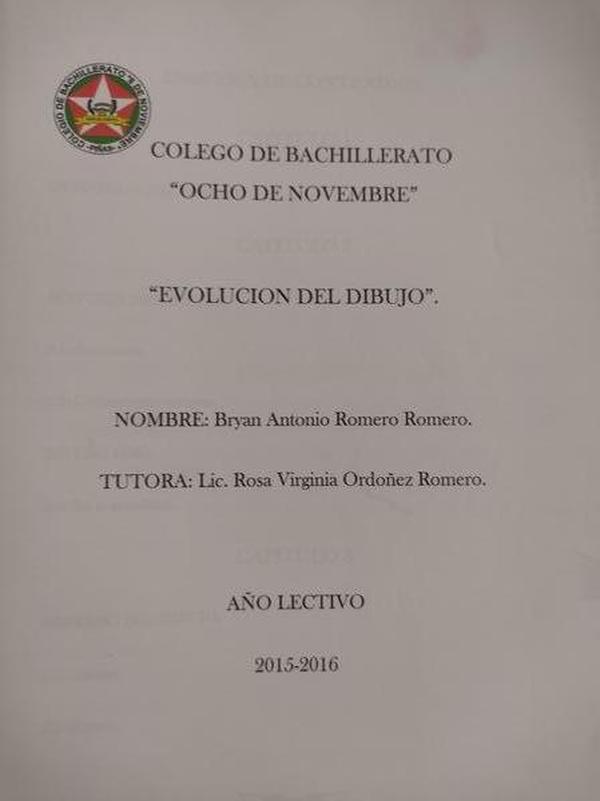 COLEGIO DE BACHILLERATO "8 DE NOVIEMBRE"
-PIÑAS-
COLEGO DE BACHILLERATO
“OCHO DE NOVEMBRE”
“EVOLUCION DEL DIBUJO”.
NOMBRE: Bryan Antonio Romero Romero.
TUTORA: Lic. Rosa Virginia Ordoñez Romero.
AÑO LECTIVO
2015-2016